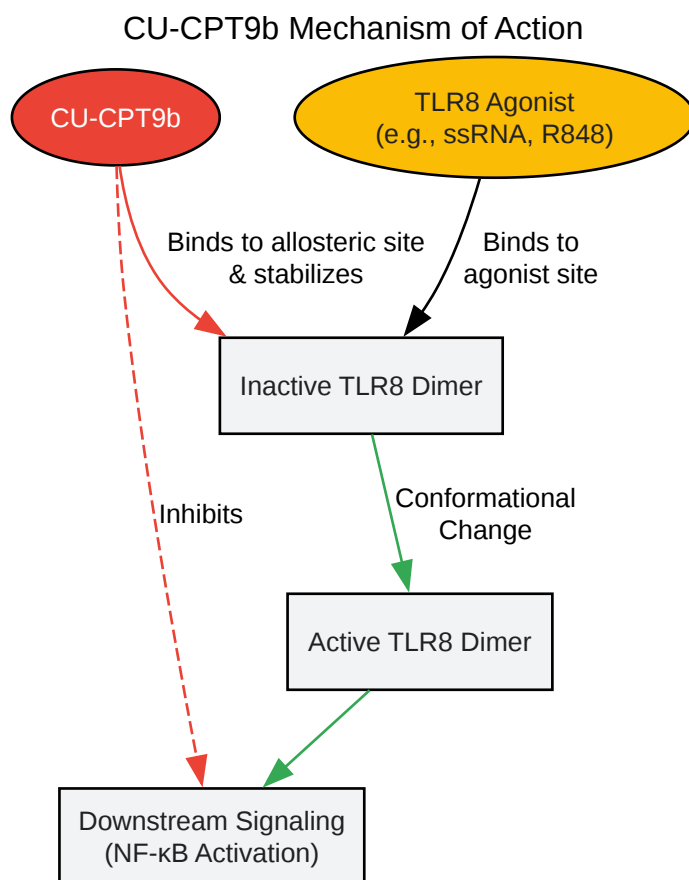 CU-CPT9b Mechanism of Action
CU-CPT9b
TLR8 Agonist
(e.g., ssRNA, R848)
Binds to allosteric site
& stabilizes
Binds to
agonist site
Inactive TLR8 Dimer
Inhibits
Conformational
Change
Active TLR8 Dimer
Downstream Signaling
(NF-κB Activation)